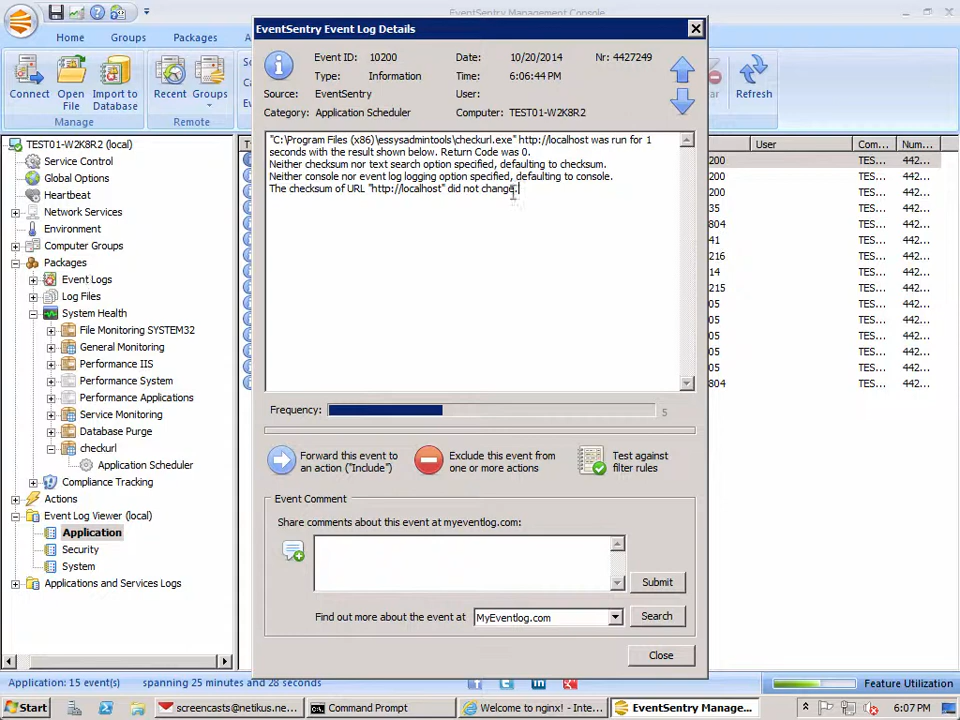 EventSentry Management Console
Home
Groups
Packages
Connect
Open File
Import to Database
Recent
Groups
Refresh
Manage
Remote
EventSentry Event Log Details
Event ID: 10200
Date: 10/20/2014
Nr: 4427249
Type: Information
Time: 6:06:44 PM
Source: EventSentry
User:
Category: Application Scheduler
Computer: TEST01-W2K8R2
"C:\Program Files (x86)\essysadmintools\checkurl.exe" http://localhost was run for 1
seconds with the result shown below. Return Code was 0.
Neither checksum nor text search option specified, defaulting to checksum.
Neither console nor event log logging option specified, defaulting to console.
The checksum of URL "http://localhost" did not change.
Frequency:
5
Forward this event to
an action ("Include")
Exclude this event from
one or more actions
Test against
filter rules
Event Comment
Share comments about this event at myeventlog.com:
Submit
Find out more about the event at
MyEventlog.com
Search
Close
TEST01-W2K8R2 (local)
Service Control
Global Options
Heartbeat
Network Services
Environment
Computer Groups
Packages
Event Logs
Log Files
System Health
File Monitoring SYSTEM32
General Monitoring
Performance IIS
Performance System
Performance Applications
Service Monitoring
Database Purge
checkurl
Application Scheduler
Compliance Tracking
Actions
Event Log Viewer (local)
Application
Security
System
Applications and Services Logs
User
Com...
Num...
200 TES... 442...
200 TES... 442...
200 TES... 442...
35 TES... 442...
804 TES... 442...
41 TES... 442...
216 TES... 442...
14 TES... 442...
215 TES... 442...
05 TES... 442...
05 TES... 442...
05 TES... 442...
05 TES... 442...
05 TES... 442...
804 TES... 442...
Application: 15 event(s)
spanning 25 minutes and 28 seconds
Feature Utilization
Start
screencasts@netikus.ne...
Command Prompt
Welcome to nginx! - Inte...
EventSentry Manage...
6:07 PM